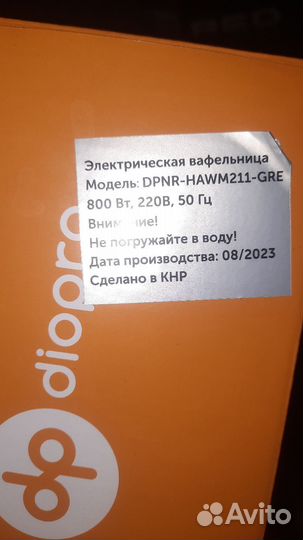 Электрическая вафельница
Модель: DPNR-HAWM211-GRE
800 Вт, 220В, 50 Гц
Внимание!
Не погружайте в воду!
Дата производства: 08/2023
Сделано в КНР
diopro
dp
Avito